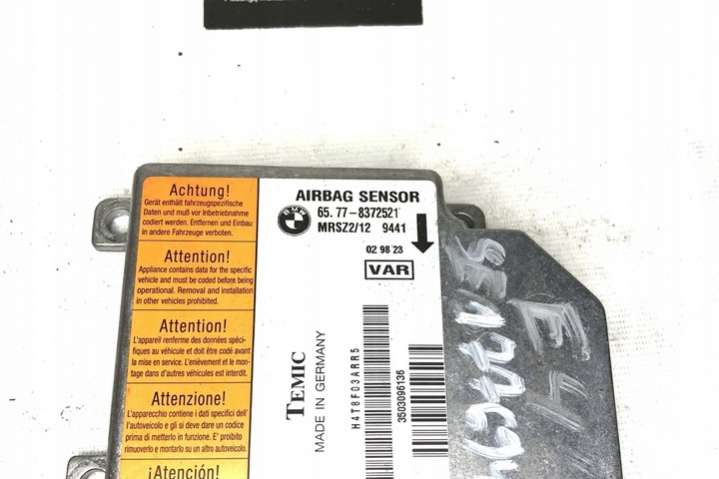 Achtung!
Gerät enthält fahrzeugspezifische
Daten und muß vor Inbetriebnahme
codiert werden. Entfernen und Einbau
in andere Fahrzeuge verboten.
Attention!
Appliance contains data for the specific
vehicle and must be coded before being
operational. Removal and installation
in other vehicles prohibited.
Attention!
L'appareil renferme des données spéci-
fiques au véhicule et doit être codé avant
la mise en service. L'enlèvement et le mon-
tage dans d'autres véhicules est interdit.
Attenzione!
L'apparecchio contiene i dati specifici dell'
autoveicolo e gli si deve dare un codice
prima di metterlo in funzione. E' proibito
rimuoverlo e montarlo su un altro autoveicolo.
¡Atención!
AIRBAG SENSOR
BMW
65.77-8372521
MRSZ2/12 9441
02 98 23
VAR
TEMIC
MADE IN GERMANY
H4T8F03ARR5
3503096136